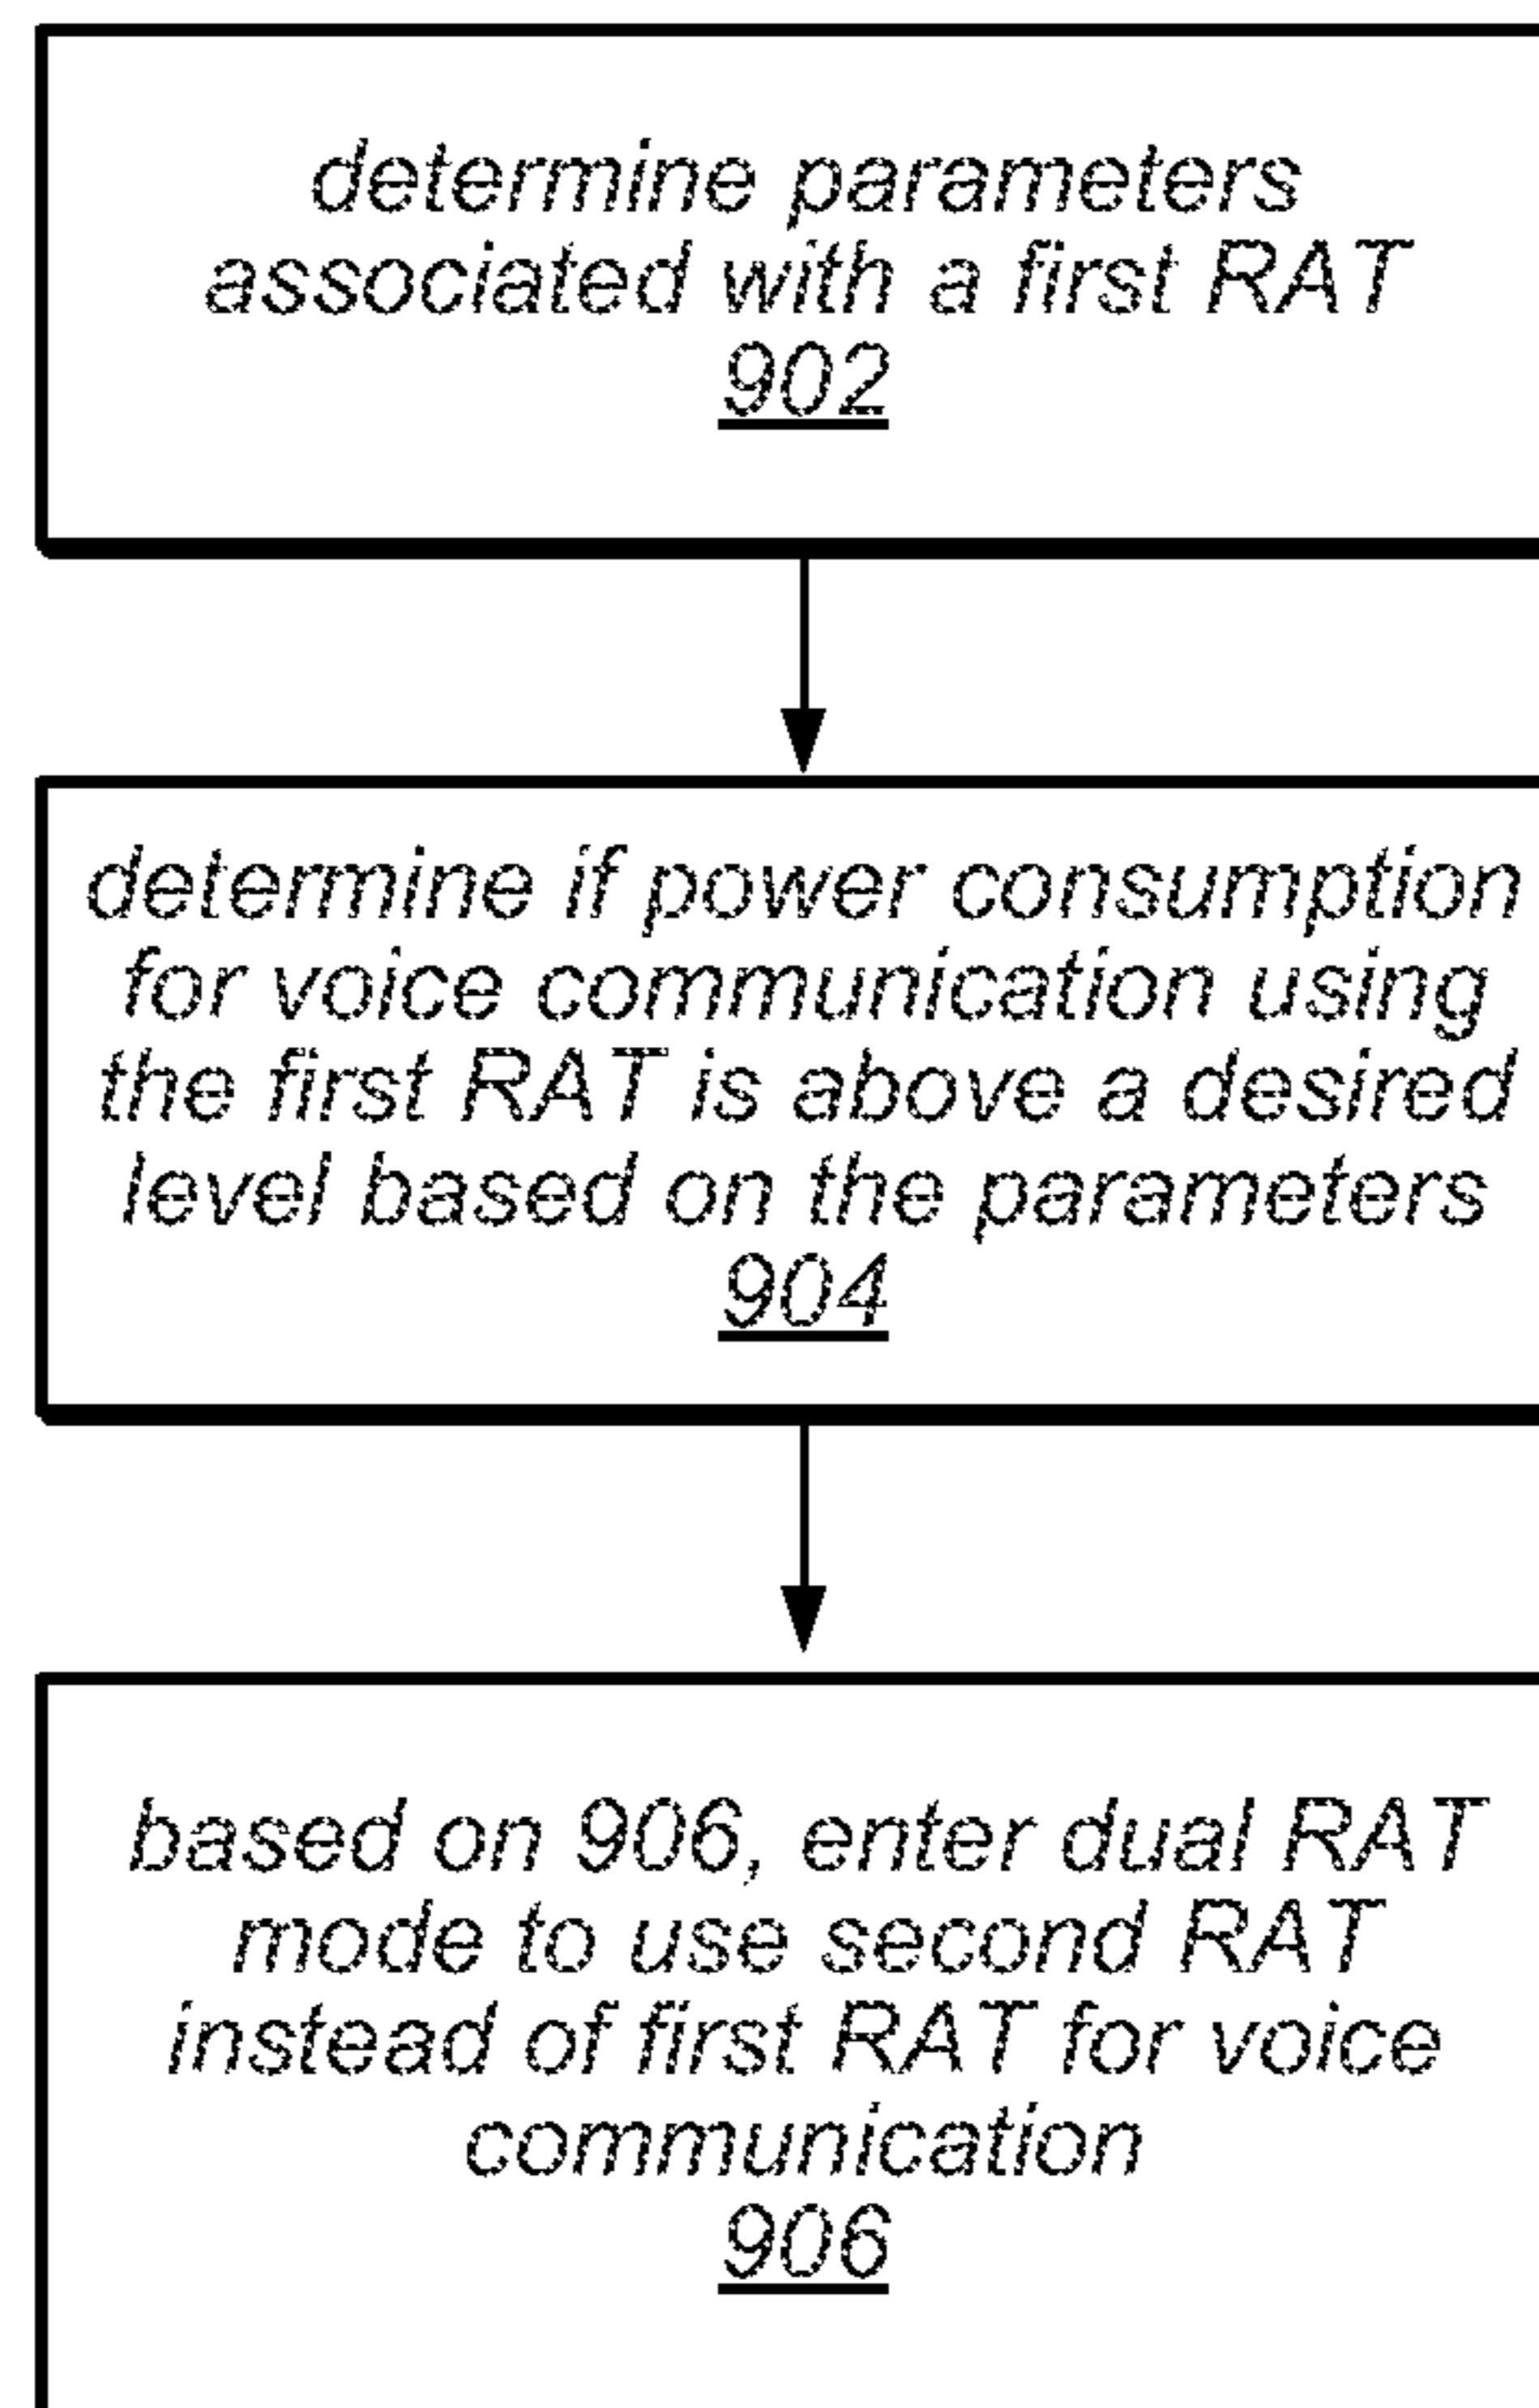 determine parameters
associated with a first RAT
902
determine if power consumption
for voice communication using
the first RAT is above a desired
level based on the parameters
904
based on 906, enter dual RAT
mode to use second RAT
instead of first RAT for voice
communication
906